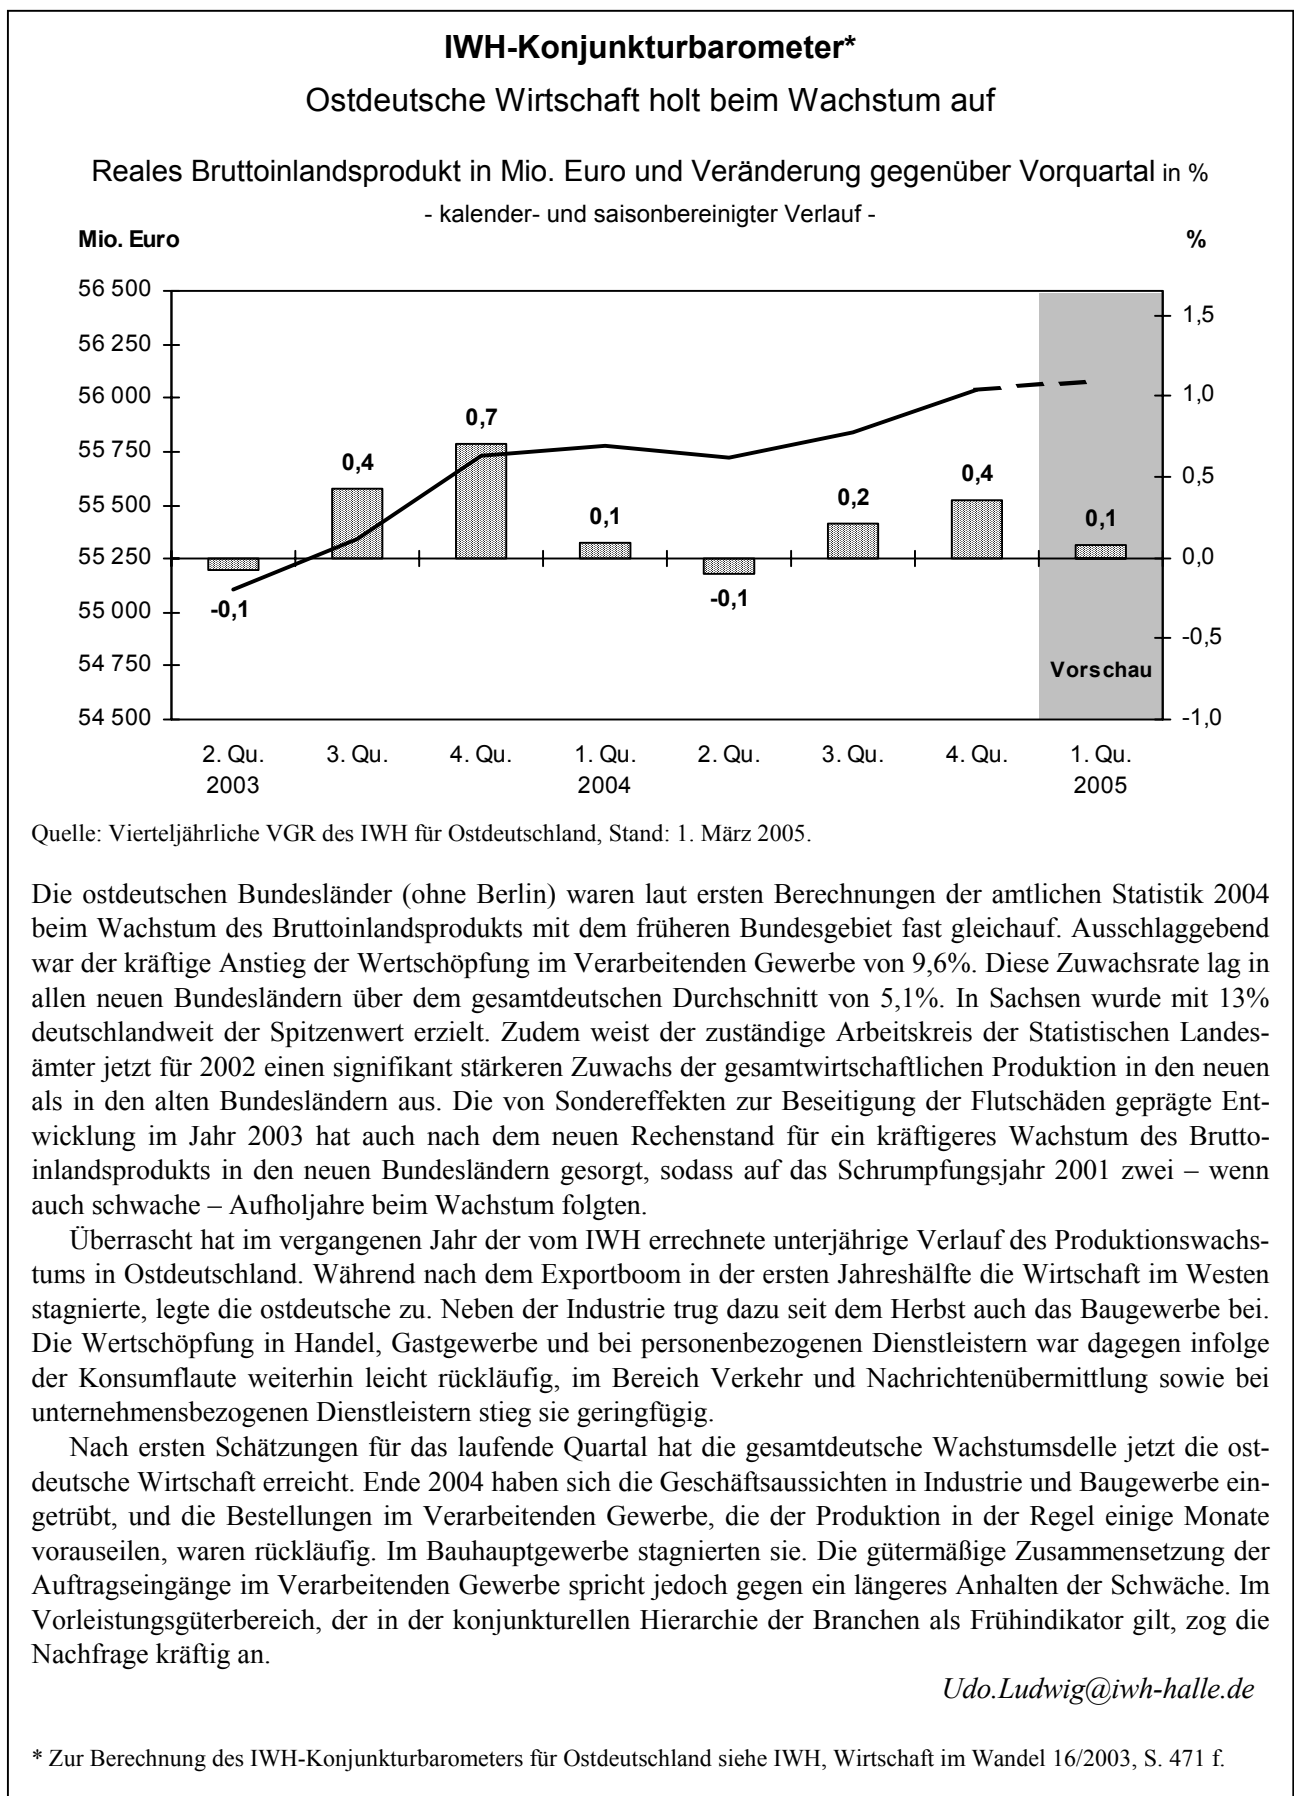 IWH-Konjunkturbarometer*
Ostdeutsche Wirtschaft holt beim Wachstum auf
Reales Bruttoinlandsprodukt in Mio. Euro und Veränderung gegenüber Vorquartal in %
- kalender- und saisonbereinigter Verlauf -
Mio. Euro %
56 500
56 250
56 000
55 750
55 500
55 250
55 000
54 750
54 500
1,5
1,0
0,5
0,0
-0,5
-1,0
-0,1
0,4
0,7
0,1
-0,1
0,2
0,4
0,1
Vorschau
2. Qu. 3. Qu. 4. Qu. 1. Qu. 2. Qu. 3. Qu. 4. Qu. 1. Qu.
2003 2004 2005
Quelle: Vierteljährliche VGR des IWH für Ostdeutschland, Stand: 1. März 2005.
Die ostdeutschen Bundesländer (ohne Berlin) waren laut ersten Berechnungen der amtlichen Statistik 2004
beim Wachstum des Bruttoinlandsprodukts mit dem früheren Bundesgebiet fast gleichauf. Ausschlaggebend
war der kräftige Anstieg der Wertschöpfung im Verarbeitenden Gewerbe von 9,6%. Diese Zuwachsrate lag in
allen neuen Bundesländern über dem gesamtdeutschen Durchschnitt von 5,1%. In Sachsen wurde mit 13%
deutschlandweit der Spitzenwert erzielt. Zudem weist der zuständige Arbeitskreis der Statistischen Landes-
ämter jetzt für 2002 einen signifikant stärkeren Zuwachs der gesamtwirtschaftlichen Produktion in den neuen
als in den alten Bundesländern aus. Die von Sondereffekten zur Beseitigung der Flutschäden geprägte Ent-
wicklung im Jahr 2003 hat auch nach dem neuen Rechenstand für ein kräftigeres Wachstum des Brutto-
inlandsprodukts in den neuen Bundesländern gesorgt, sodass auf das Schrumpfungsjahr 2001 zwei – wenn
auch schwache – Aufholjahre beim Wachstum folgten.
Überrascht hat im vergangenen Jahr der vom IWH errechnete unterjährige Verlauf des Produktionswachs-
tums in Ostdeutschland. Während nach dem Exportboom in der ersten Jahreshälfte die Wirtschaft im Westen
stagnierte, legte die ostdeutsche zu. Neben der Industrie trug dazu seit dem Herbst auch das Baugewerbe bei.
Die Wertschöpfung in Handel, Gastgewerbe und bei personenbezogenen Dienstleistern war dagegen infolge
der Konsumflaute weiterhin leicht rückläufig, im Bereich Verkehr und Nachrichtenübermittlung sowie bei
unternehmensbezogenen Dienstleistern stieg sie geringfügig.
Nach ersten Schätzungen für das laufende Quartal hat die gesamtdeutsche Wachstumsdelle jetzt die ost-
deutsche Wirtschaft erreicht. Ende 2004 haben sich die Geschäftsaussichten in Industrie und Baugewerbe ein-
getrübt, und die Bestellungen im Verarbeitenden Gewerbe, die der Produktion in der Regel einige Monate
vorauseilen, waren rückläufig. Im Bauhauptgewerbe stagnierten sie. Die gütermäßige Zusammensetzung der
Auftragseingänge im Verarbeitenden Gewerbe spricht jedoch gegen ein längeres Anhalten der Schwäche. Im
Vorleistungsgüterbereich, der in der konjunkturellen Hierarchie der Branchen als Frühindikator gilt, zog die
Nachfrage kräftig an.
Udo.Ludwig@iwh-halle.de
* Zur Berechnung des IWH-Konjunkturbarometers für Ostdeutschland siehe IWH, Wirtschaft im Wandel 16/2003, S. 471 f.